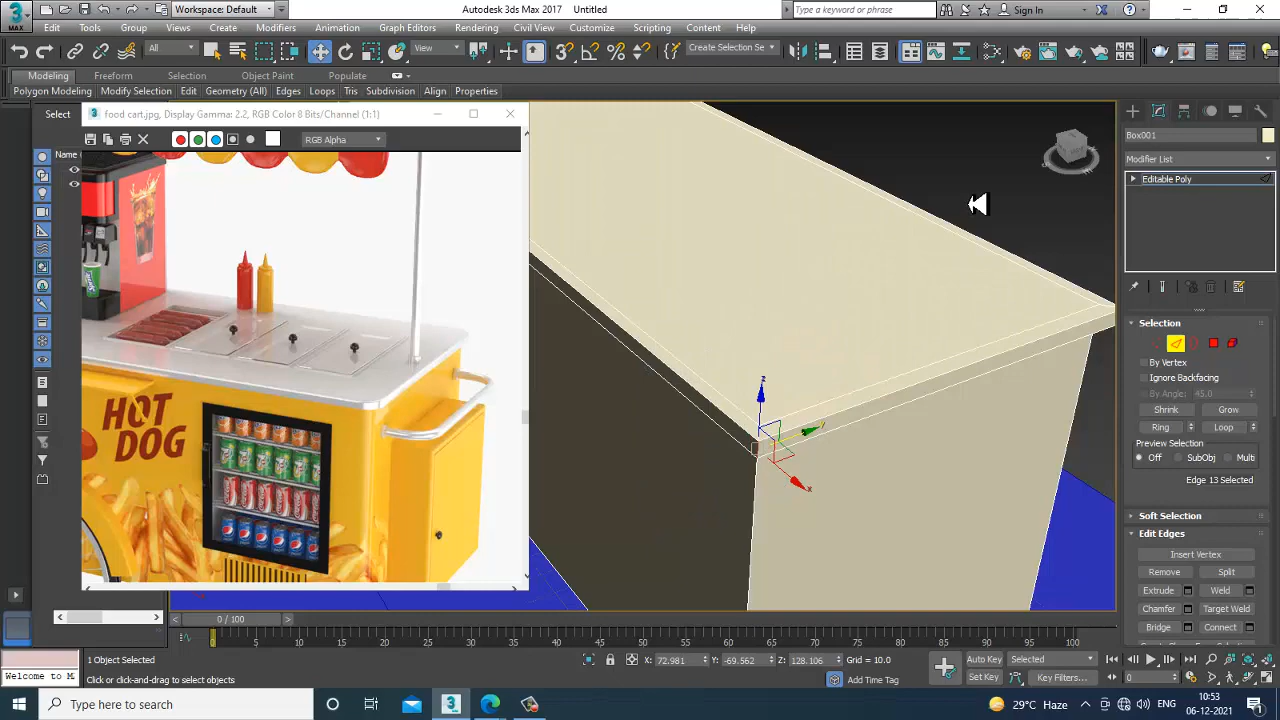 MAX
Workspace: Default
Autodesk 3ds Max 2017 Untitled
Type a keyword or phrase
Sign In
Edit Tools Group Views Create Modifiers Animation Graph Editors Rendering Civil View Customize Scripting Content Help
All
View
Create Selection Se
Modeling Freeform Selection Object Paint Populate
Polygon Modeling Modify Selection Edit Geometry (All) Edges Loops Tris Subdivision Align Properties
Select
food cart.jpg, Display Gamma: 2.2, RGB Color 8 Bits/Channel (1:1)
RGB Alpha
Name
HOT
DOG
z
y
x
Box001
Modifier List
Editable Poly
Selection
By Vertex
Ignore Backfacing
By Angle: 45.0
Shrink Grow
Ring Loop
Preview Selection
Off SubObj Multi
Edge 13 Selected
Soft Selection
Edit Edges
Insert Vertex
Remove Split
Extrude Weld
Chamfer Target Weld
Bridge Connect
0 / 100
0 5 10 15 20 25 30 35 40 45 50 55 60 65 70 75 80 85 90 95 100
Welcome to M
1 Object Selected
Click or click-and-drag to select objects
X: 72.981 Y: -69.562 Z: 128.106 Grid = 10.0
Add Time Tag
Auto Key Selected
Set Key Key Filters...
0
Type here to search
29°C Haze
ENG
10:53
06-12-2021
1